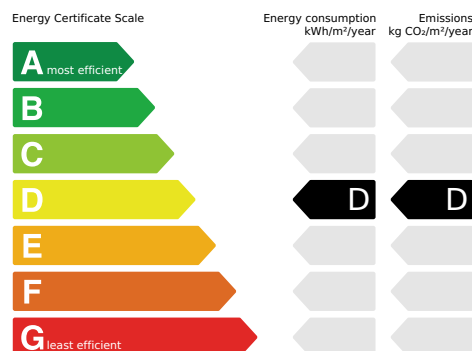 Energy Certificate Scale
Energy consumption
kWh/m²/year
Emissions
kg CO₂/m²/year
A most efficient
B
C
D D D
E
F
G least efficient